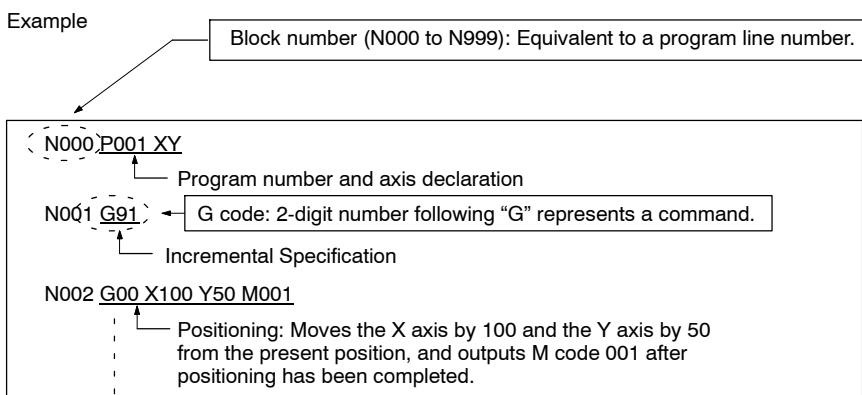 Example
Block number (N000 to N999): Equivalent to a program line number.
N000 P001 XY
Program number and axis declaration
N001 G91
G code: 2-digit number following “G” represents a command.
Incremental Specification
N002 G00 X100 Y50 M001
Positioning: Moves the X axis by 100 and the Y axis by 50
from the present position, and outputs M code 001 after
positioning has been completed.